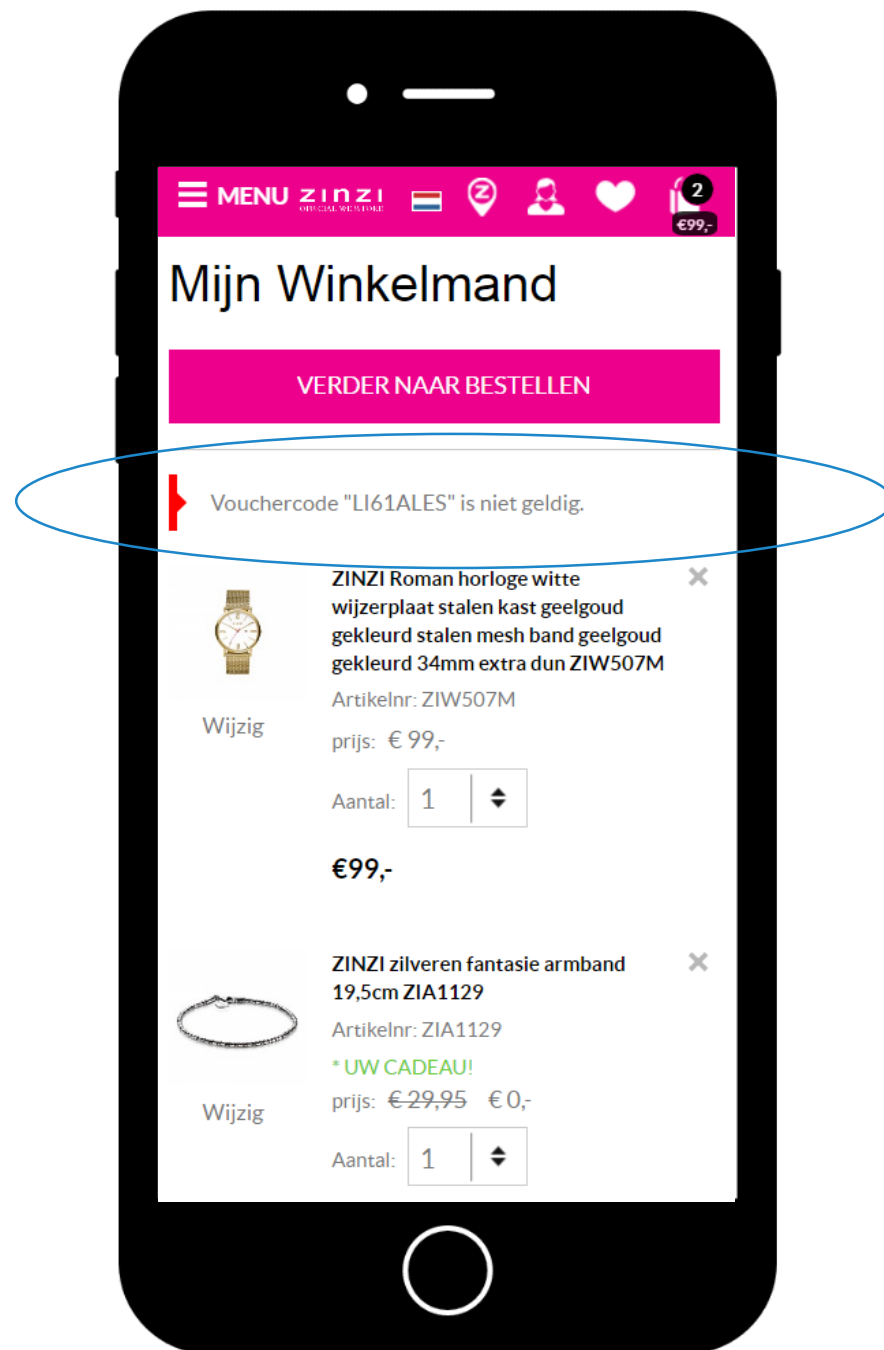 MENU zinzi
OFFICIAL WEBSTORE
2
€99,-
Mijn Winkelmand
VERDER NAAR BESTELLEN
Vouchercode "LI61ALES" is niet geldig.
ZINZI Roman horloge witte
wijzerplaat stalen kast geelgoud
gekleurd stalen mesh band geelgoud
gekleurd 34mm extra dun ZIW507M
Artikelnr: ZIW507M
Wijzig
prijs: € 99,-
Aantal: 1
€99,-
ZINZI zilveren fantasie armband
19,5cm ZIA1129
Artikelnr: ZIA1129
* UW CADEAU!
Wijzig
prijs: € 29,95 € 0,-
Aantal: 1